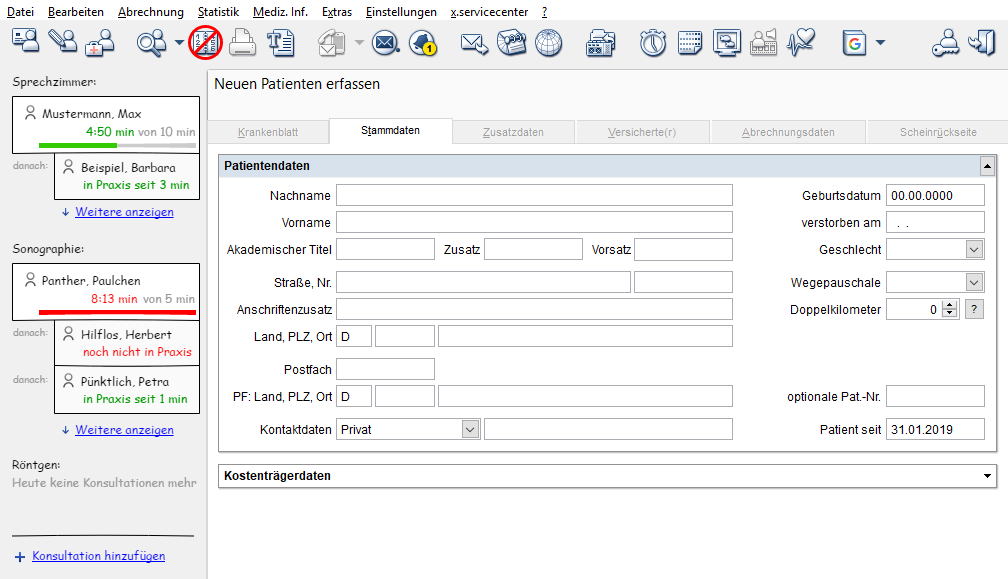 Datei Bearbeiten Abrechnung Statistik Mediz. Inf. Extras Einstellungen x.servicecenter ?
1
G
Sprechzimmer:
Mustermann, Max
4:50 min von 10 min
danach: Beispiel, Barbara
in Praxis seit 3 min
↓ Weitere anzeigen
Sonographie:
Panther, Paulchen
8:13 min von 5 min
danach: Hilflos, Herbert
noch nicht in Praxis
danach: Pünktlich, Petra
in Praxis seit 1 min
↓ Weitere anzeigen
Röntgen:
Heute keine Konsultationen mehr
+ Konsultation hinzufügen
Neuen Patienten erfassen
Krankenblatt Stammdaten Zusatzdaten Versicherte(r) Abrechnungsdaten Scheinrückseite
Patientendaten
Nachname Geburtsdatum 00.00.0000
Vorname verstorben am . .
Akademischer Titel Zusatz Vorsatz Geschlecht
Straße, Nr. Wegepauschale
Anschriftenzusatz Doppelkilometer 0 ?
Land, PLZ, Ort D
Postfach
PF: Land, PLZ, Ort D optionale Pat.-Nr.
Kontaktdaten Privat Patient seit 31.01.2019
Kostenträgerdaten